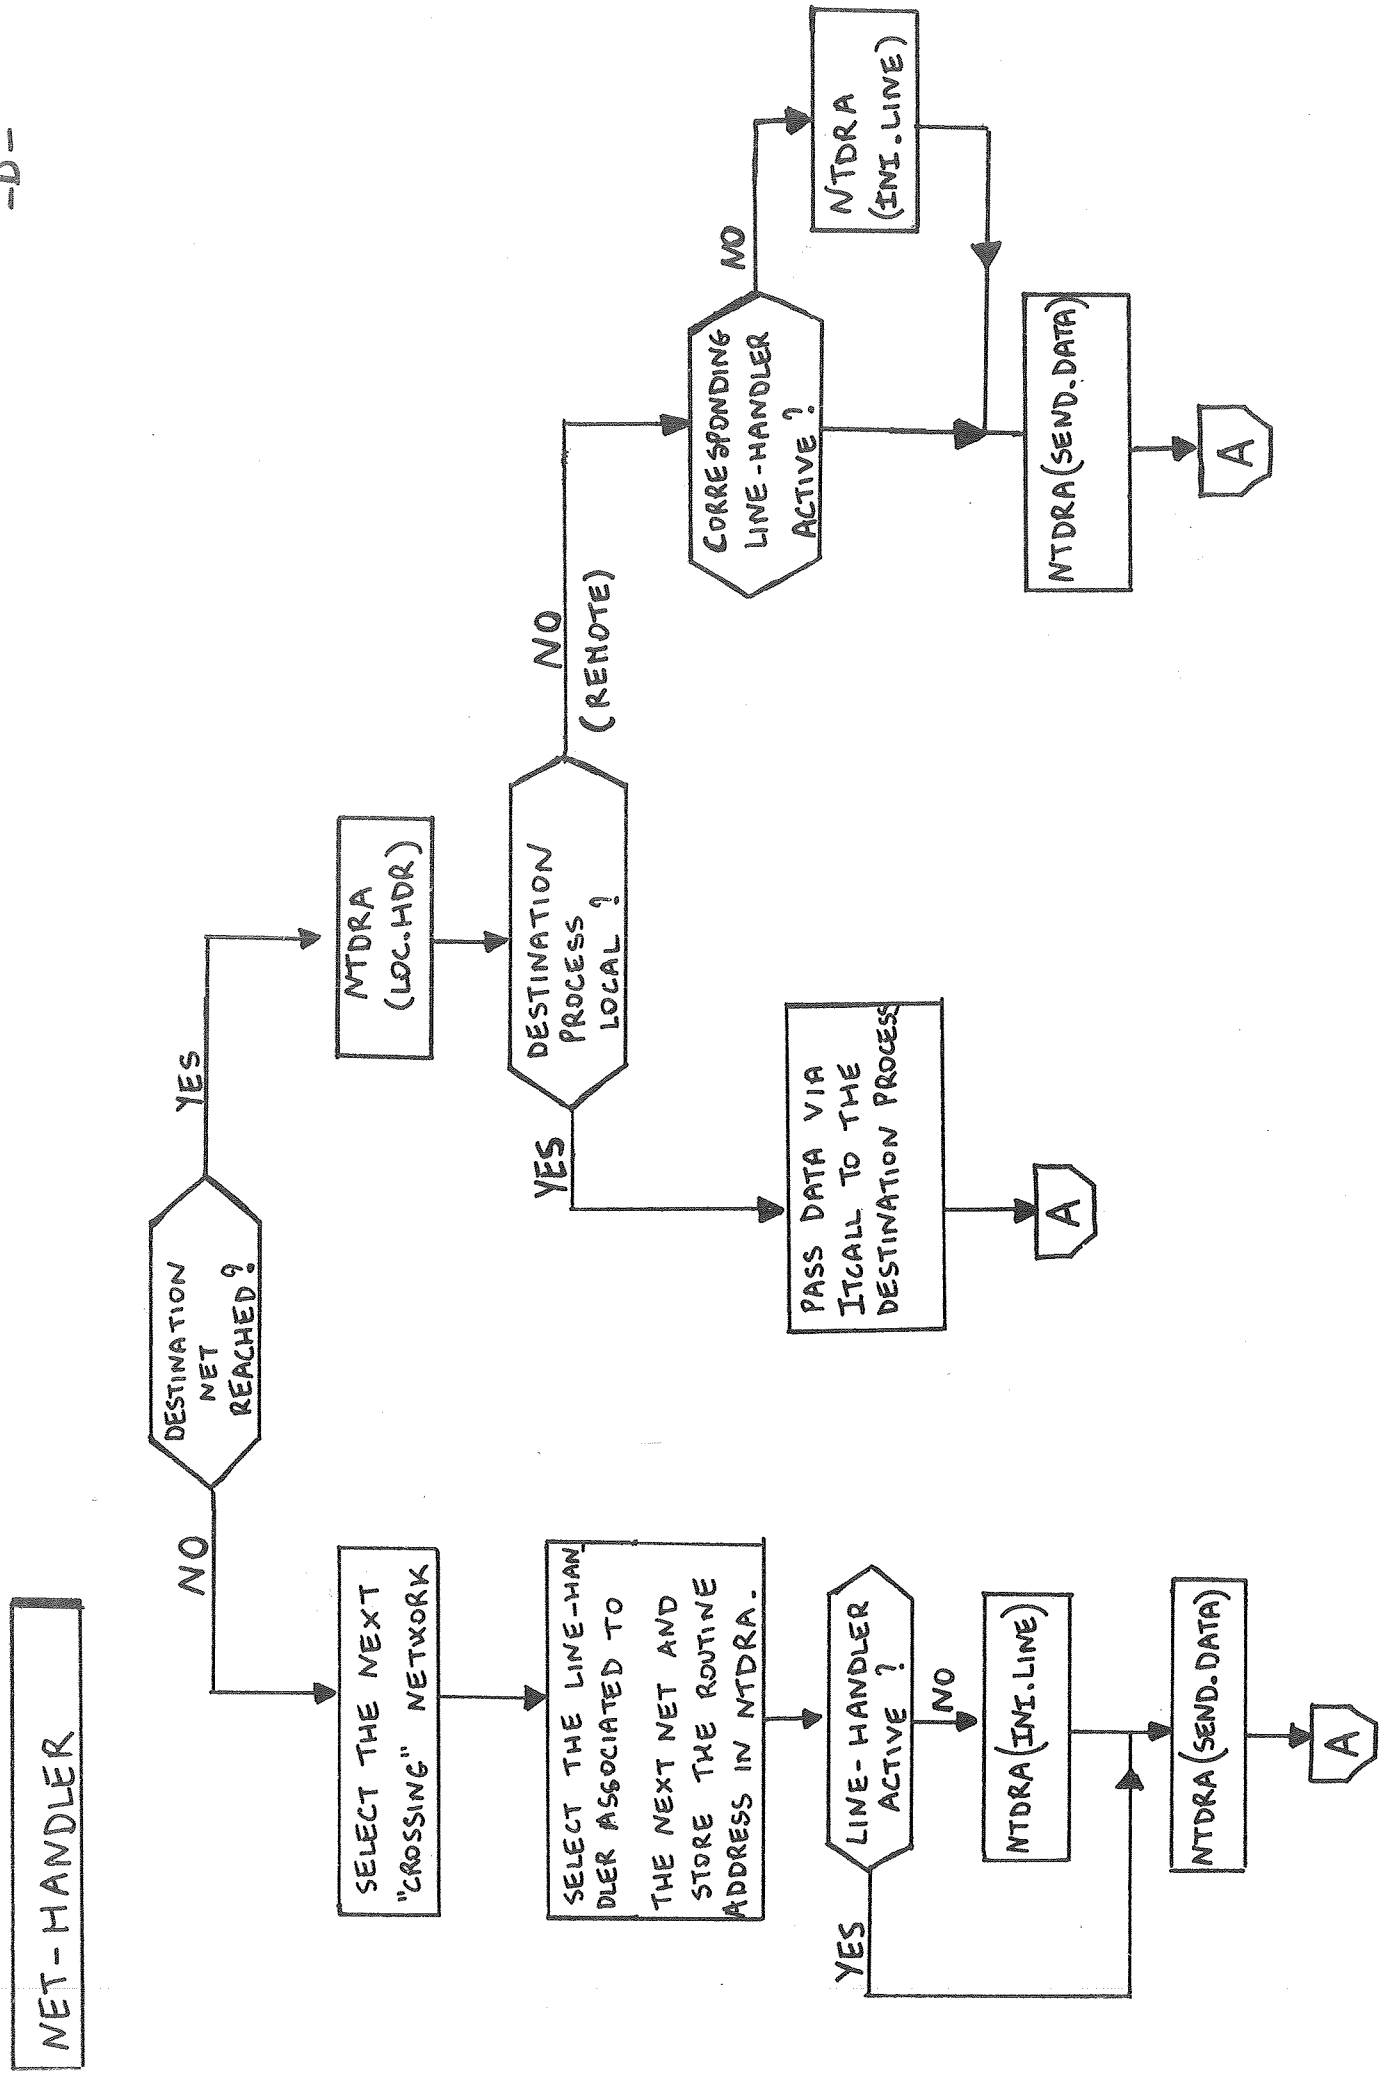 -D-
NET-HANDLER
DESTINATION
NET
REACHED?
NO
YES
SELECT THE NEXT
"CROSSING" NETWORK
SELECT THE LINE-HAN
DLER ASSOCIATED TO
THE NEXT NET AND
STORE THE ROUTINE
ADDRESS IN NTDRA.
LINE-HANDLER
ACTIVE ?
YES
NO
NTDRA(INI.LINE)
NTDRA(SEND.DATA)
A
NTDRA
(LOC.HDR)
DESTINATION
PROCESS
LOCAL ?
YES
NO
(REMOTE)
PASS DATA VIA
ITCALL TO THE
DESTINATION PROCESS
A
CORRESPONDING
LINE-HANDLER
ACTIVE ?
NO
NTDRA
(INI.LINE)
NTDRA(SEND.DATA)
A